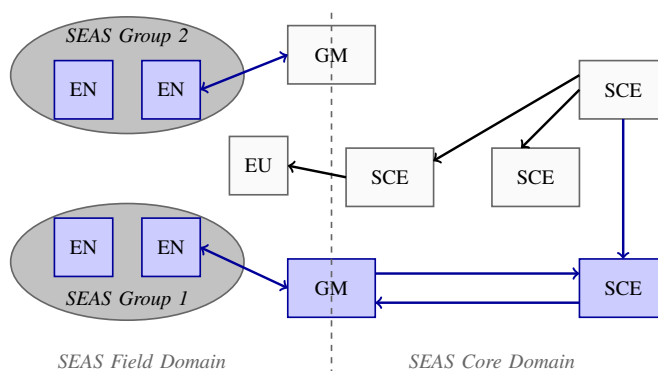 SEAS Group 2
EN
EN
GM
SCE
EU
SCE
SCE
EN
EN
SEAS Group 1
GM
SCE
SEAS Field Domain
SEAS Core Domain